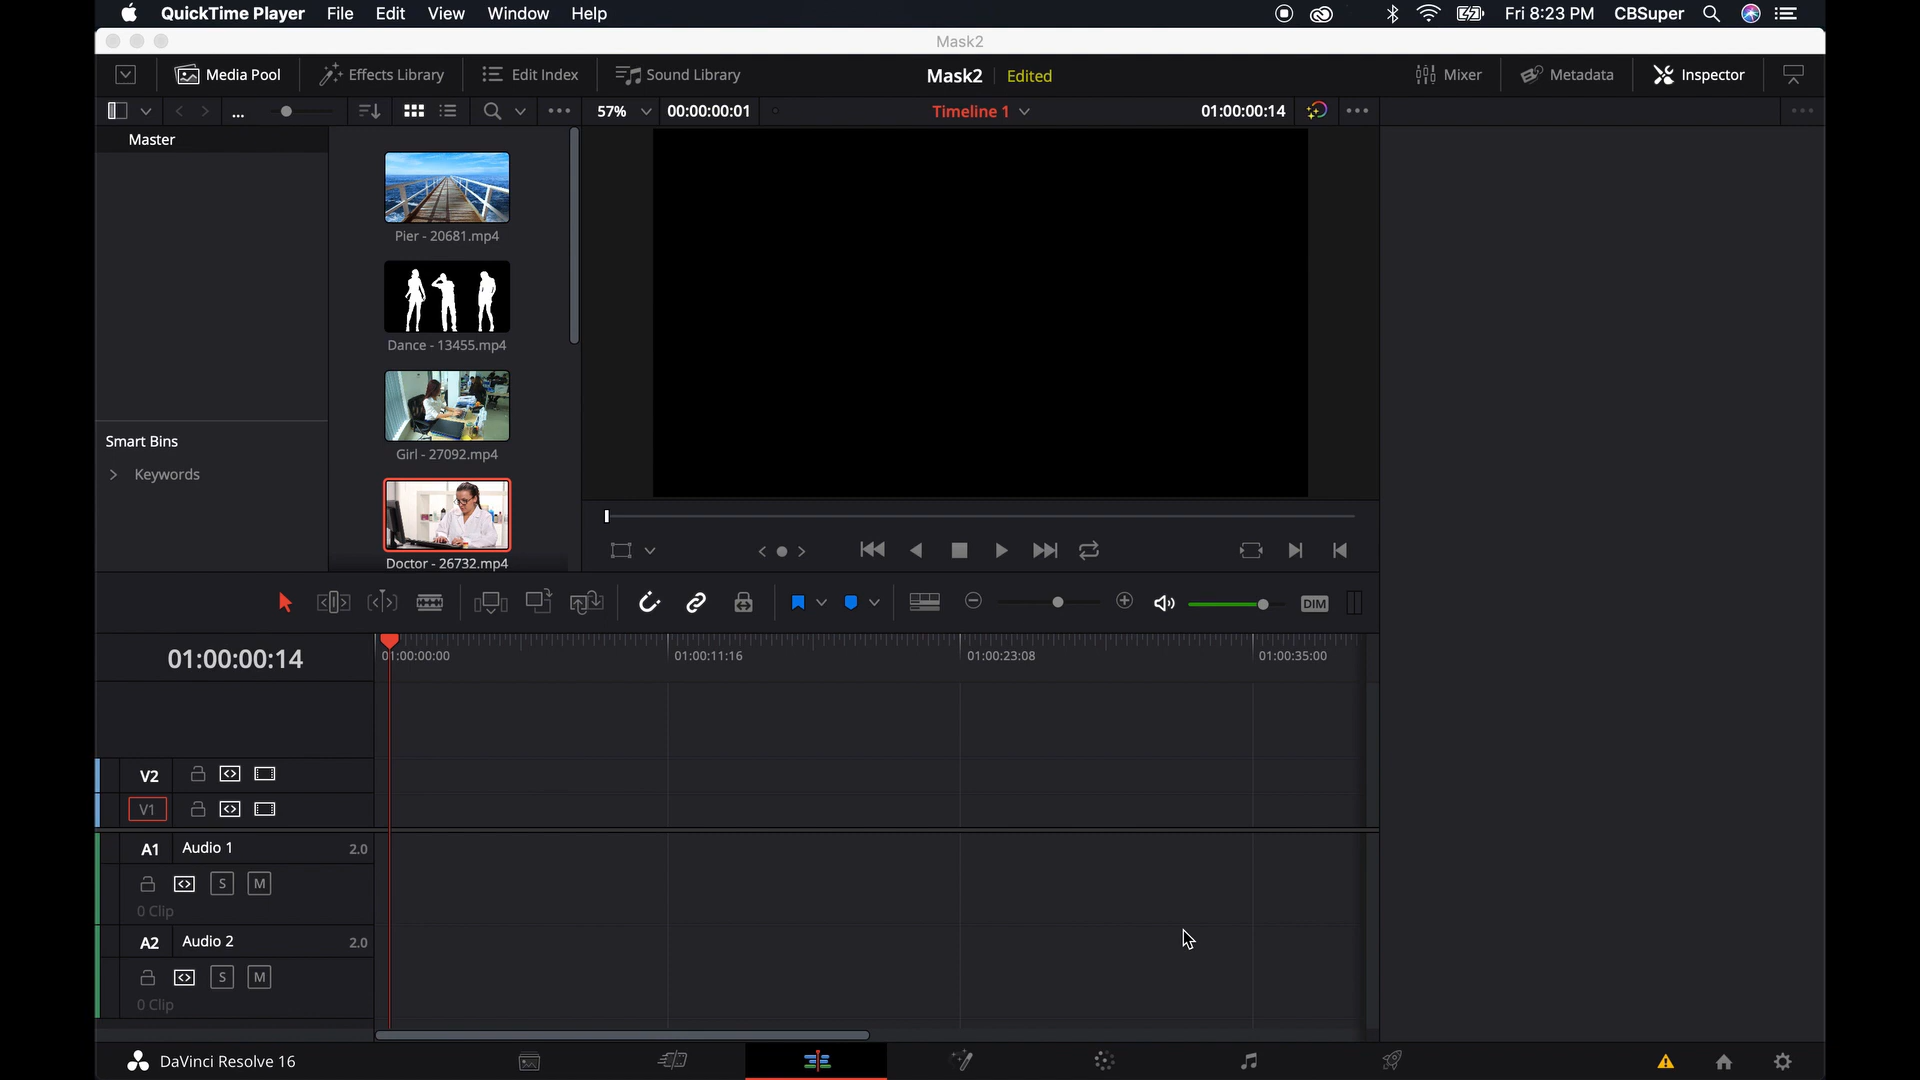 QuickTime Player File Edit View Window Help Fri 8:23 PM CBSuper
Mask2
Media Pool Effects Library Edit Index Sound Library Mask2 Edited Mixer Metadata Inspector
... 57% 00:00:00:01 Timeline 1 01:00:00:14
Master
Pier - 20681.mp4
Dance - 13455.mp4
Girl - 27092.mp4
Smart Bins
Keywords
Doctor - 26732.mp4
DIM
01:00:00:14
01:00:00:00 01:00:11:16 01:00:23:08 01:00:35:00
V2
V1
A1 Audio 1 2.0
S M
0 Clip
A2 Audio 2 2.0
S M
0 Clip
DaVinci Resolve 16